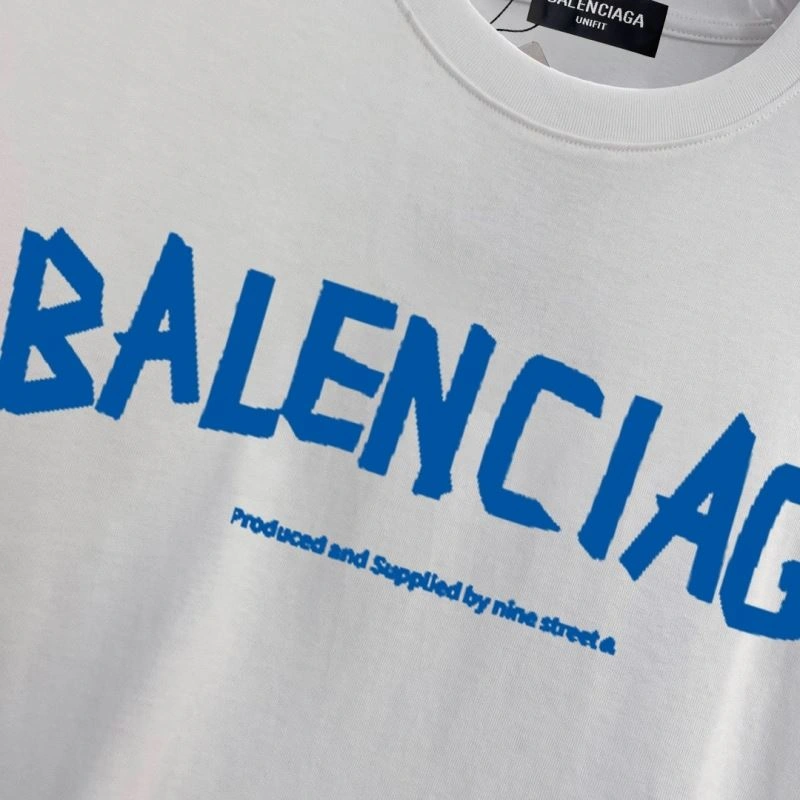 BALENCIAGA
UNIFIT
BALENCIAG
Produced and Supplied by nine street a